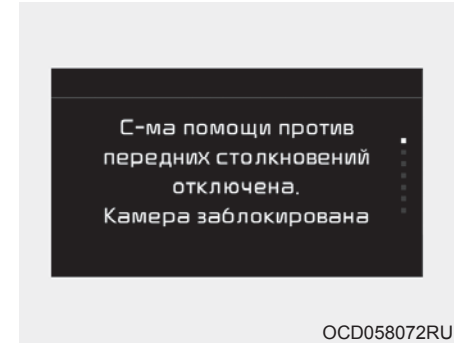 С-ма помощи против
передних столкновений
отключена.
Камера заблокирована
OCD058072RU